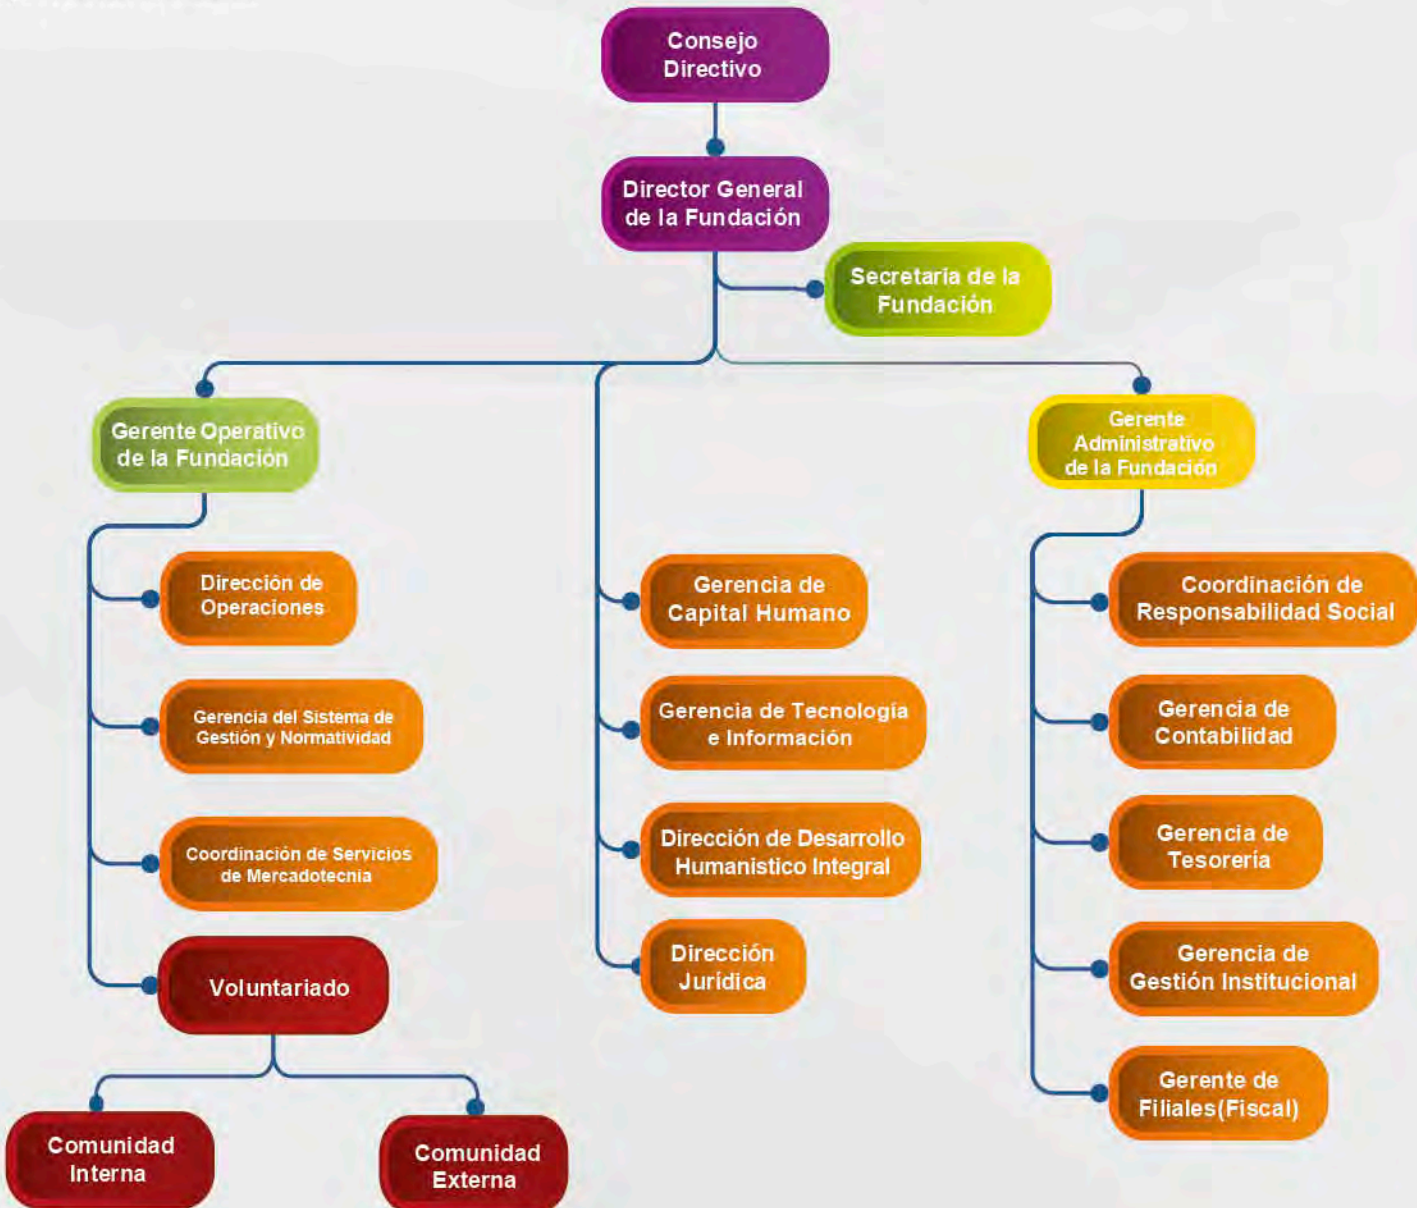 Consejo
Directivo
Director General
de la Fundación
Secretaria de la
Fundación
Gerente Operativo
de la Fundación
Gerente
Administrativo
de la Fundación
Dirección de
Operaciones
Gerencia del Sistema de
Gestión y Normatividad
Coordinación de Servicios
de Mercadotecnia
Voluntariado
Comunidad
Interna
Comunidad
Externa
Gerencia de
Capital Humano
Gerencia de Tecnología
e Información
Dirección de Desarrollo
Humanistico Integral
Dirección
Jurídica
Coordinación de
Responsabilidad Social
Gerencia de
Contabilidad
Gerencia de
Tesorería
Gerencia de
Gestión Institucional
Gerente de
Filiales(Fiscal)